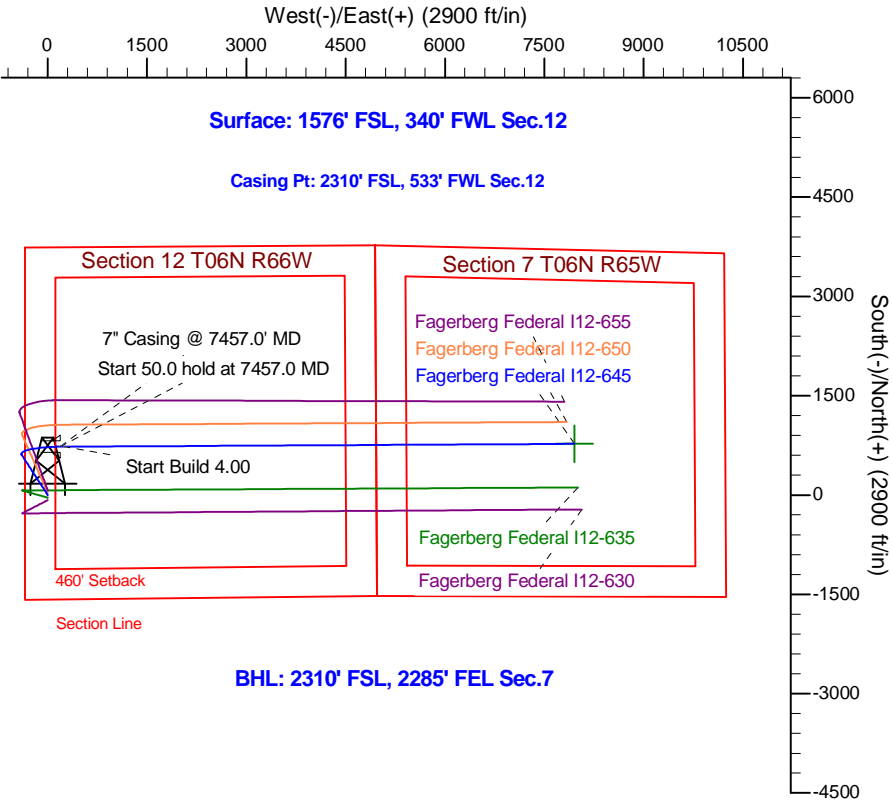 West(-)/East(+) (2900 ft/in)
0 1500 3000 4500 6000 7500 9000 10500
Surface: 1576' FSL, 340' FWL Sec.12
Casing Pt: 2310' FSL, 533' FWL Sec.12
Section 12 T06N R66W
Section 7 T06N R65W
7" Casing @ 7457.0' MD
Start 50.0 hold at 7457.0 MD
Start Build 4.00
Fagerberg Federal I12-655
Fagerberg Federal I12-650
Fagerberg Federal I12-645
Fagerberg Federal I12-635
Fagerberg Federal I12-630
460' Setback
Section Line
BHL: 2310' FSL, 2285' FEL Sec.7
6000
4500
3000
1500
0
-1500
-3000
-4500
South(-)/North(+) (2900 ft/in)